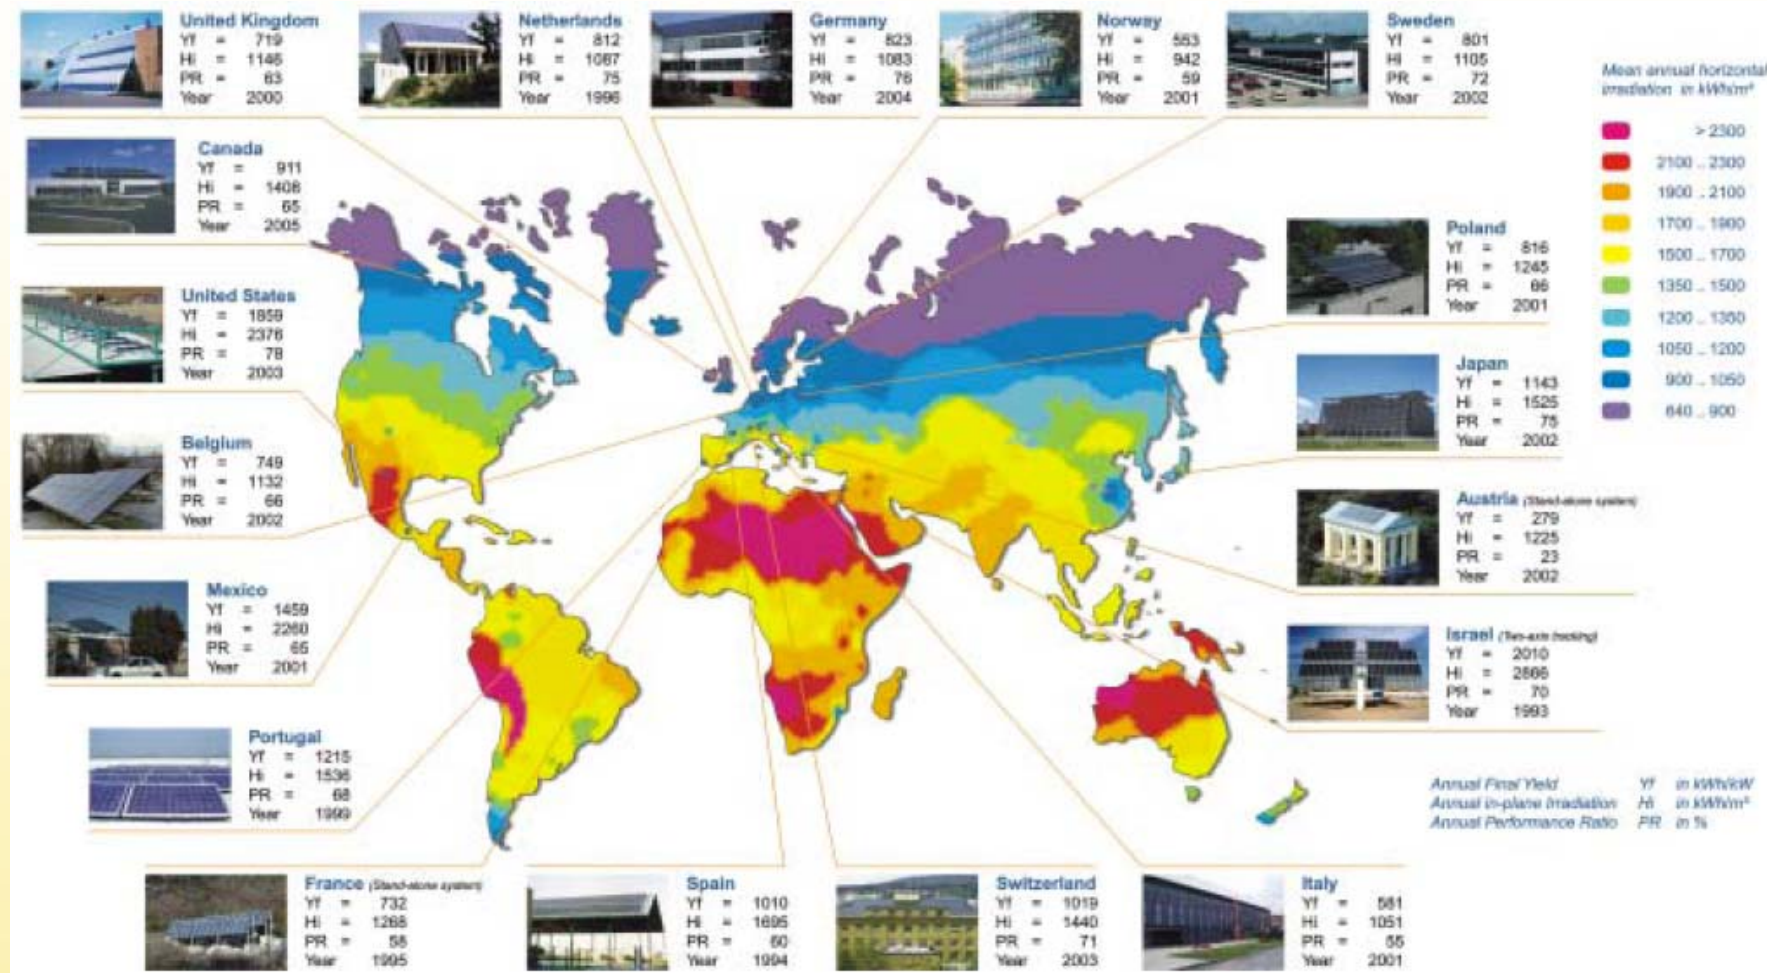 United Kingdom
Yf = 719
Hi = 1146
PR = 63
Year 2000
Netherlands
Yf = 812
Hi = 1087
PR = 75
Year 1996
Germany
Yf = 823
Hi = 1083
PR = 76
Year 2004
Norway
Yf = 553
Hi = 942
PR = 59
Year 2001
Sweden
Yf = 801
Hi = 1105
PR = 72
Year 2002
Mean annual horizontal
irradiation in kWh/m²
> 2300
2100 .. 2300
1900 .. 2100
1700 .. 1900
1500 .. 1700
1350 .. 1500
1200 .. 1350
1050 .. 1200
900 .. 1050
640 .. 900
Canada
Yf = 911
Hi = 1408
PR = 65
Year 2005
Poland
Yf = 816
Hi = 1245
PR = 66
Year 2001
United States
Yf = 1859
Hi = 2376
PR = 78
Year 2003
Japan
Yf = 1143
Hi = 1525
PR = 75
Year 2002
Belgium
Yf = 749
Hi = 1132
PR = 66
Year 2002
Austria (Stand-alone system)
Yf = 279
Hi = 1225
PR = 23
Year 2002
Mexico
Yf = 1459
Hi = 2260
PR = 65
Year 2001
Israel (Two-axis tracking)
Yf = 2010
Hi = 2866
PR = 70
Year 1993
Portugal
Yf = 1215
Hi = 1536
PR = 68
Year 1999
Annual Final Yield Yf in kWh/kW
Annual in-plane Irradiation Hi in kWh/m²
Annual Performance Ratio PR in %
France (Stand-alone system)
Yf = 732
Hi = 1268
PR = 58
Year 1995
Spain
Yf = 1010
Hi = 1695
PR = 60
Year 1994
Switzerland
Yf = 1019
Hi = 1440
PR = 71
Year 2003
Italy
Yf = 581
Hi = 1051
PR = 55
Year 2001